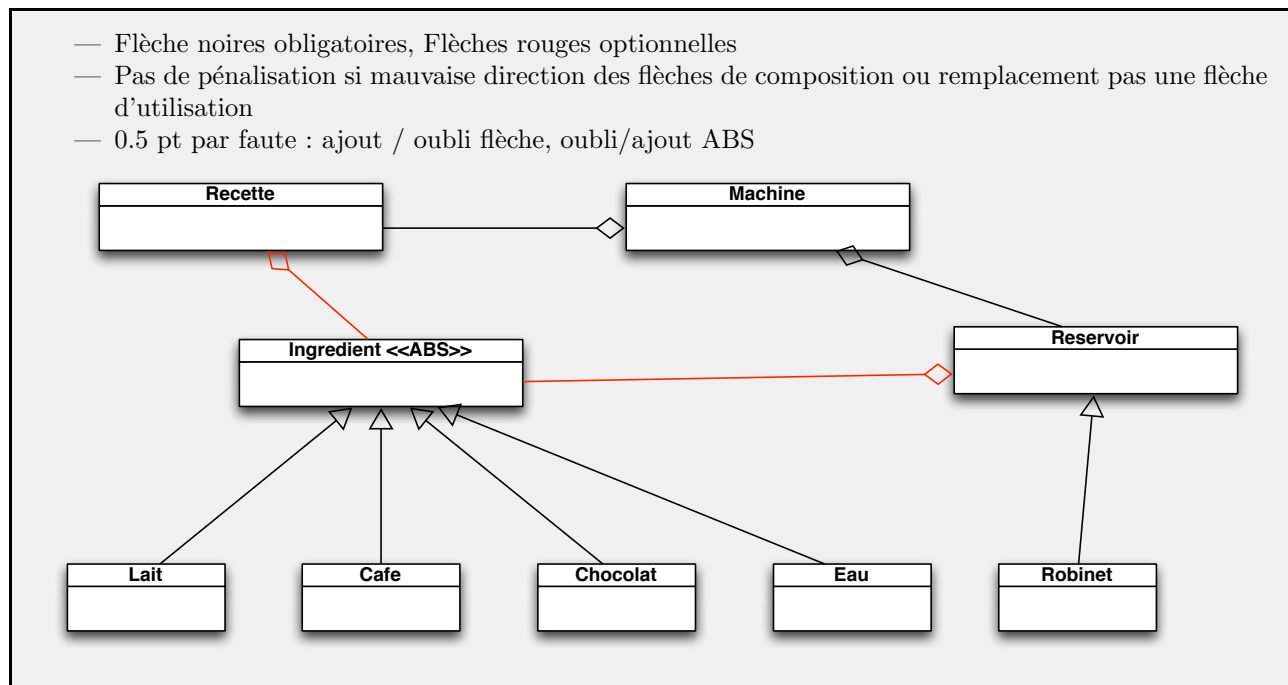 — Flèche noires obligatoires, Flèches rouges optionnelles
— Pas de pénalisation si mauvaise direction des flèches de composition ou remplacement pas une flèche
d'utilisation
— 0.5 pt par faute : ajout / oubli flèche, oubli/ajout ABS
Recette
Machine
Ingredient <<ABS>>
Reservoir
Lait
Cafe
Chocolat
Eau
Robinet